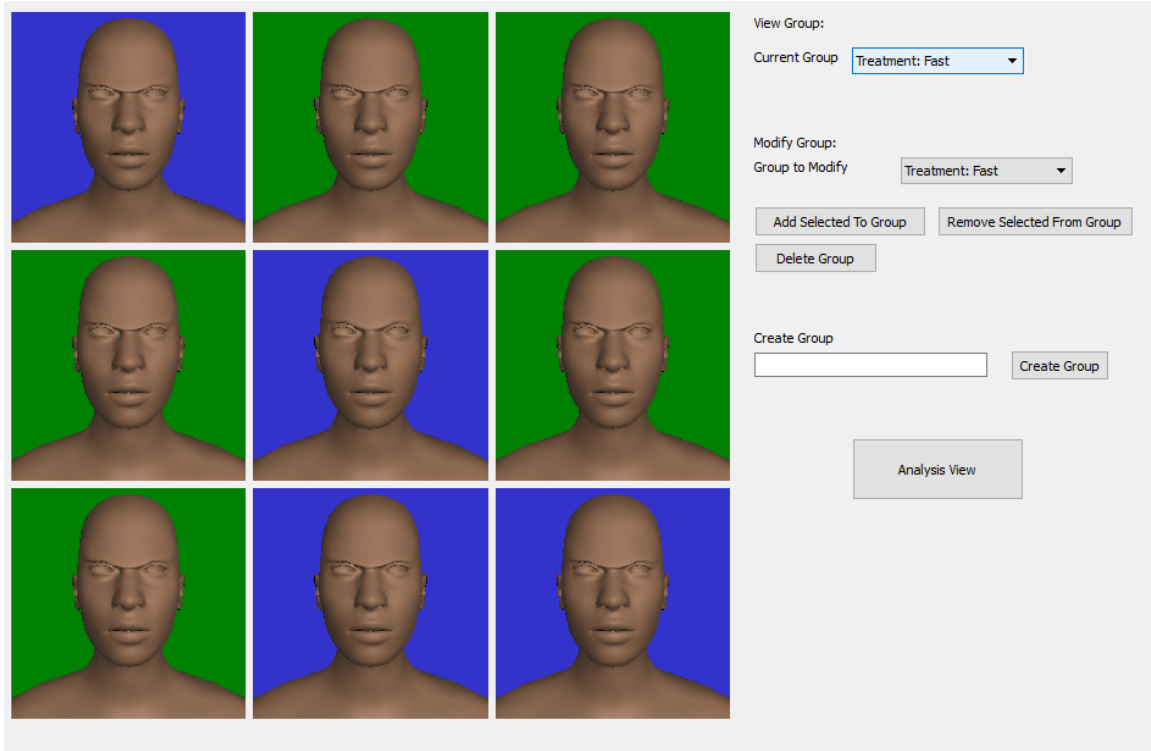 View Group:
Current Group Treatment: Fast
Modify Group:
Group to Modify Treatment: Fast
Add Selected To Group Remove Selected From Group
Delete Group
Create Group
Create Group
Analysis View